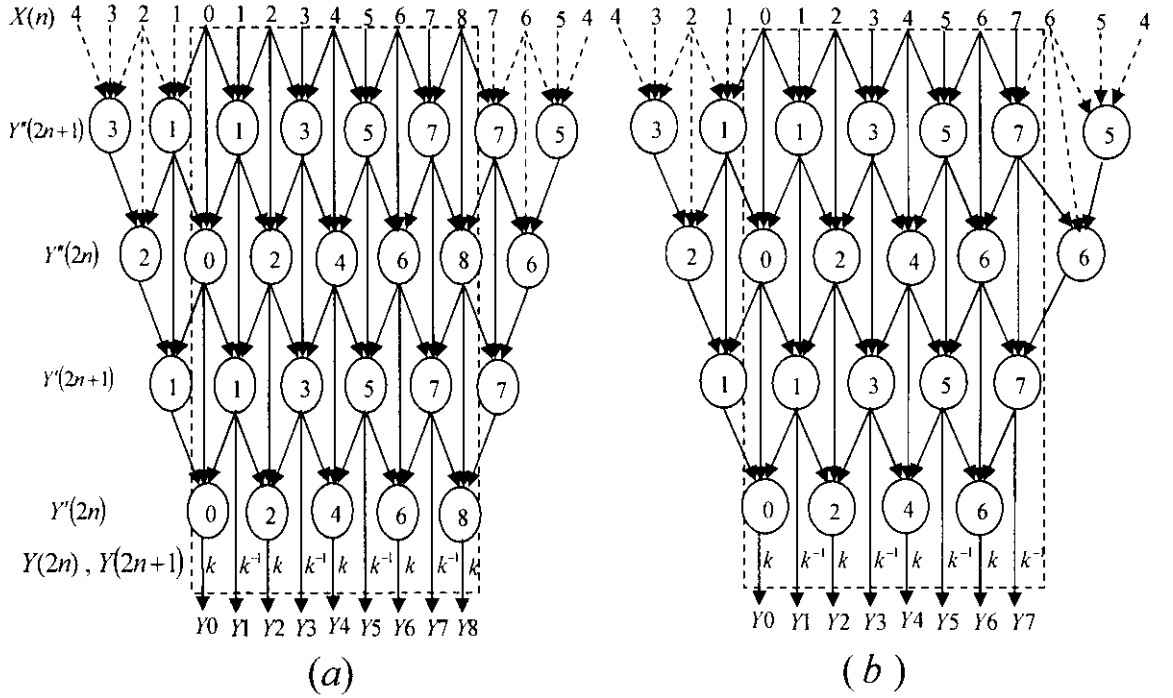 X(n) 4 3 2 1 0 1 2 3 4 5 6 7 8 7 6 5 4
4 3 2 1 0 1 2 3 4 5 6 7 6 5 4
Y"(2n+1) 3 1 1 3 5 7 7 5
3 1 1 3 5 7 5
Y"(2n) 2 0 2 4 6 8 6
2 0 2 4 6 6
Y'(2n+1) 1 1 3 5 7 7
1 1 3 5 7
Y'(2n) 0 2 4 6 8
0 2 4 6
Y(2n) , Y(2n+1) k k⁻¹ k k⁻¹ k k⁻¹ k k⁻¹ k
k k⁻¹ k k⁻¹ k k⁻¹ k k⁻¹
Y0 Y1 Y2 Y3 Y4 Y5 Y6 Y7 Y8
Y0 Y1 Y2 Y3 Y4 Y5 Y6 Y7
(a)
(b)